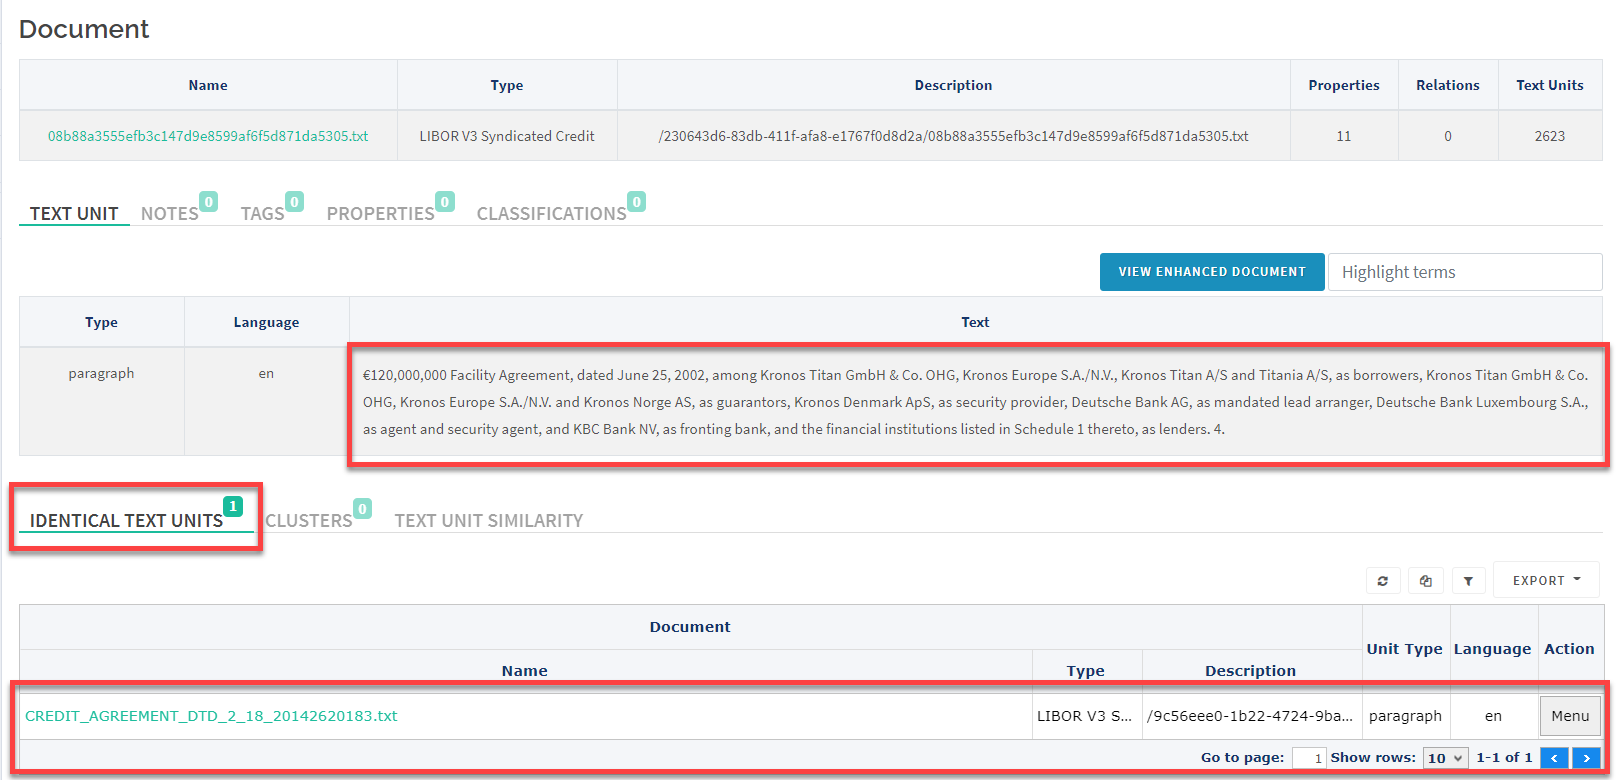 Document
Name Type Description Properties Relations Text Units
08b88a3555efb3c147d9e8599af6f5d871da5305.txt LIBOR V3 Syndicated Credit /230643d6-83db-411f-afa8-e1767f0d8d2a/08b88a3555efb3c147d9e8599af6f5d871da5305.txt 11 0 2623
TEXT UNIT NOTES 0 TAGS 0 PROPERTIES 0 CLASSIFICATIONS 0
VIEW ENHANCED DOCUMENT Highlight terms
Type Language Text
paragraph en €120,000,000 Facility Agreement, dated June 25, 2002, among Kronos Titan GmbH & Co. OHG, Kronos Europe S.A./N.V., Kronos Titan A/S and Titania A/S, as borrowers, Kronos Titan GmbH & Co.
OHG, Kronos Europe S.A./N.V. and Kronos Norge AS, as guarantors, Kronos Denmark ApS, as security provider, Deutsche Bank AG, as mandated lead arranger, Deutsche Bank Luxembourg S.A.,
as agent and security agent, and KBC Bank NV, as fronting bank, and the financial institutions listed in Schedule 1 thereto, as lenders. 4.
IDENTICAL TEXT UNITS 1 CLUSTERS 0 TEXT UNIT SIMILARITY
EXPORT
Document
Unit Type Language Action
Name Type Description
CREDIT_AGREEMENT_DTD_2_18_20142620183.txt LIBOR V3 S... /9c56eee0-1b22-4724-9ba... paragraph en Menu
Go to page: 1 Show rows: 10 1-1 of 1